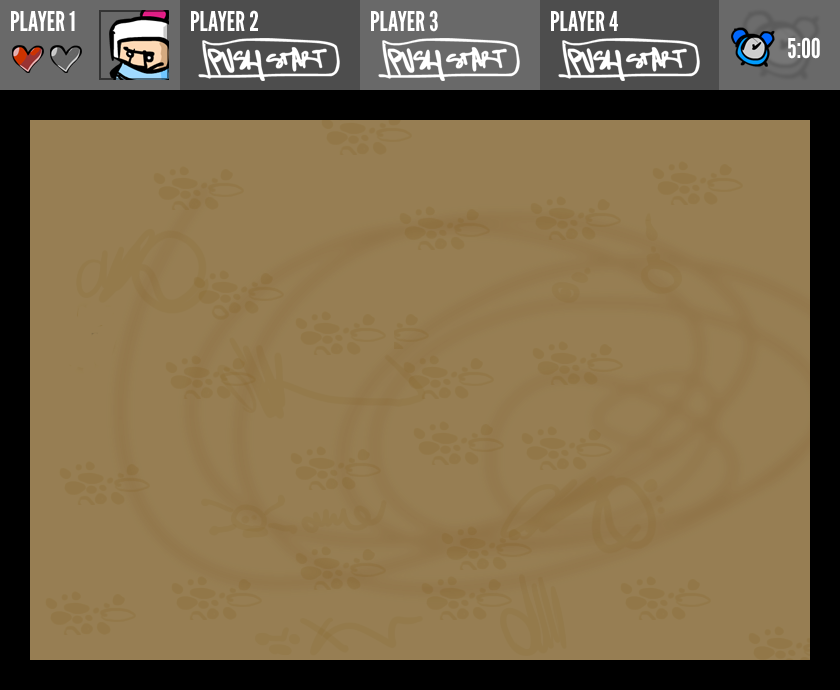 PLAYER 1
PLAYER 2
PUSH START
PLAYER 3
PUSH START
PLAYER 4
PUSH START
5:00